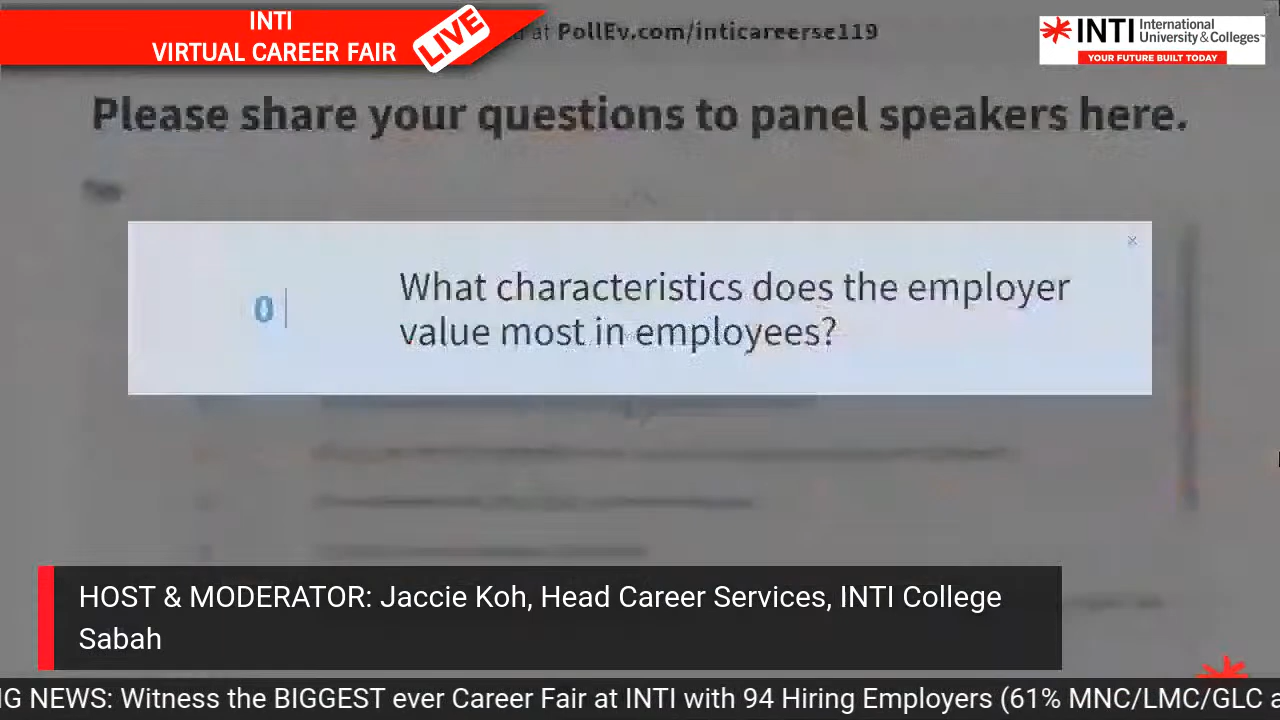 INTI
VIRTUAL CAREER FAIR
LIVE
at PollEv.com/inticareerse119
INTI International
University & Colleges
YOUR FUTURE BUILT TODAY
Please share your questions to panel speakers here.
0
What characteristics does the employer
value most in employees?
HOST & MODERATOR: Jaccie Koh, Head Career Services, INTI College
Sabah
NEWS: Witness the BIGGEST ever Career Fair at INTI with 94 Hiring Employers (61% MNC/LMC/GLC